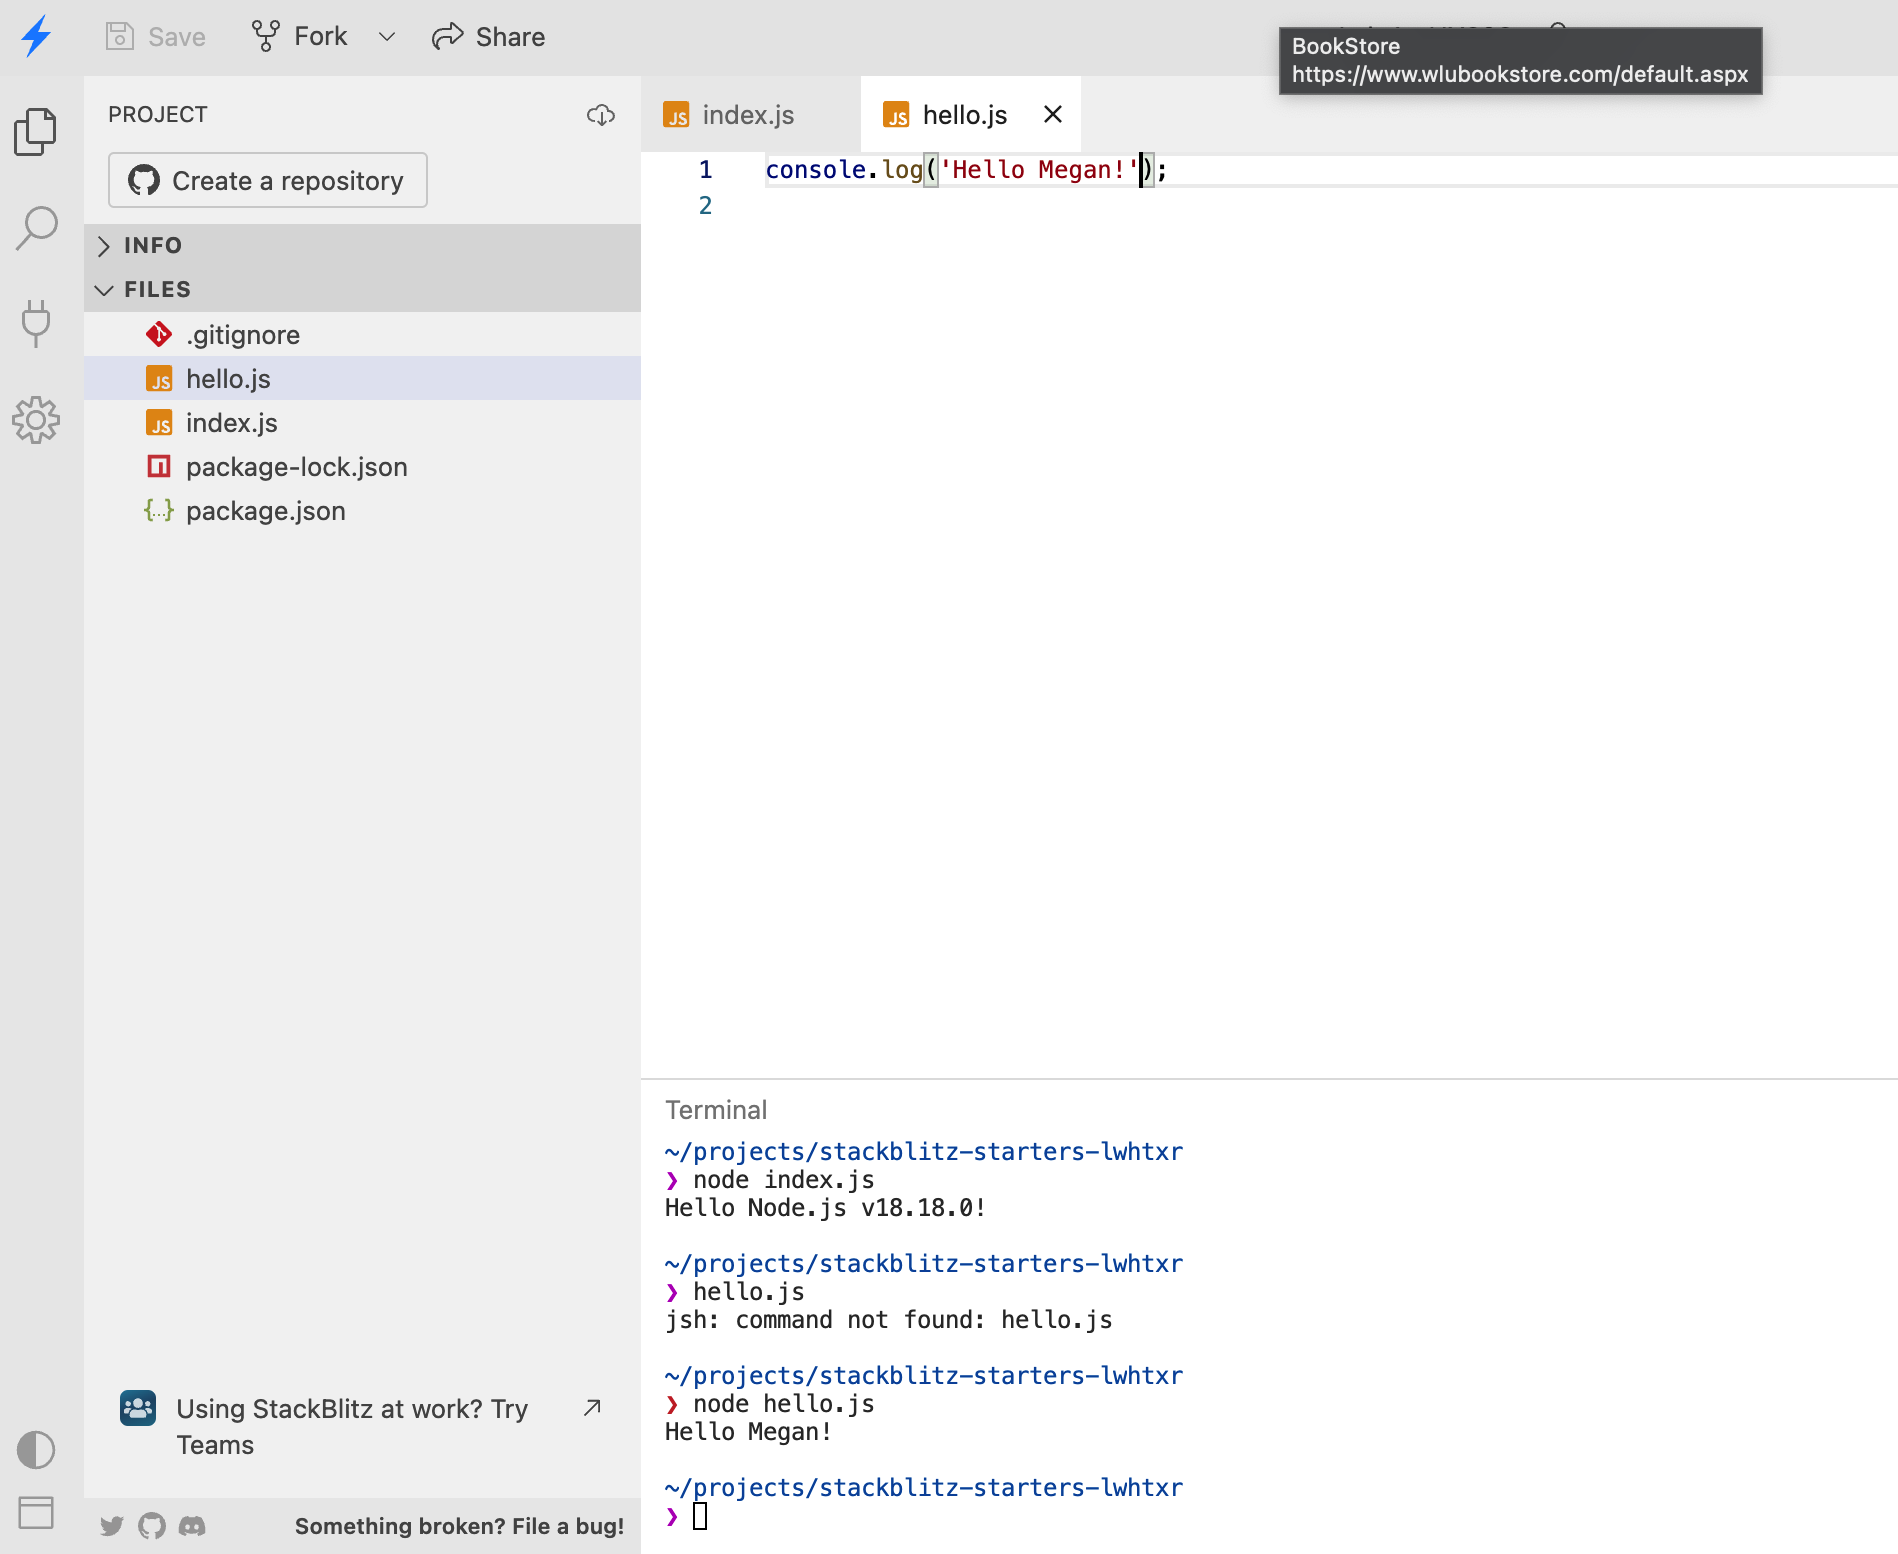 Save
Fork
Share
BookStore
https://www.wlubookstore.com/default.aspx
PROJECT
Create a repository
INFO
FILES
.gitignore
JS hello.js
JS index.js
package-lock.json
{..} package.json
Using StackBlitz at work? Try
Teams
Something broken? File a bug!
JS index.js
JS hello.js
1 console.log('Hello Megan!');
2
Terminal
~/projects/stackblitz-starters-lwhtxr
❯ node index.js
Hello Node.js v18.18.0!
~/projects/stackblitz-starters-lwhtxr
❯ hello.js
jsh: command not found: hello.js
~/projects/stackblitz-starters-lwhtxr
❯ node hello.js
Hello Megan!
~/projects/stackblitz-starters-lwhtxr
❯